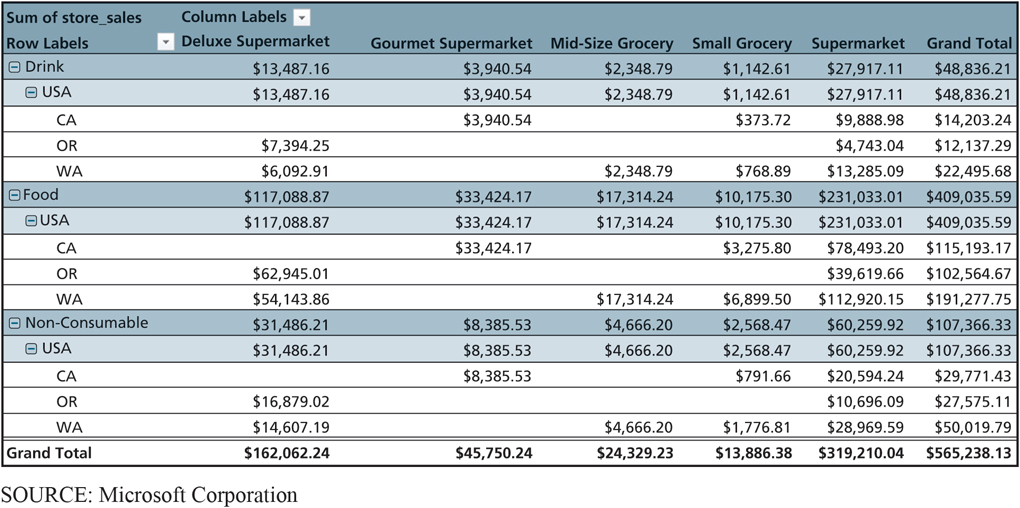 Sum of store_sales Column Labels
Row Labels Deluxe Supermarket Gourmet Supermarket Mid-Size Grocery Small Grocery Supermarket Grand Total
Drink $13,487.16 $3,940.54 $2,348.79 $1,142.61 $27,917.11 $48,836.21
USA $13,487.16 $3,940.54 $2,348.79 $1,142.61 $27,917.11 $48,836.21
CA $3,940.54 $373.72 $9,888.98 $14,203.24
OR $7,394.25 $4,743.04 $12,137.29
WA $6,092.91 $2,348.79 $768.89 $13,285.09 $22,495.68
Food $117,088.87 $33,424.17 $17,314.24 $10,175.30 $231,033.01 $409,035.59
USA $117,088.87 $33,424.17 $17,314.24 $10,175.30 $231,033.01 $409,035.59
CA $33,424.17 $3,275.80 $78,493.20 $115,193.17
OR $62,945.01 $39,619.66 $102,564.67
WA $54,143.86 $17,314.24 $6,899.50 $112,920.15 $191,277.75
Non-Consumable $31,486.21 $8,385.53 $4,666.20 $2,568.47 $60,259.92 $107,366.33
USA $31,486.21 $8,385.53 $4,666.20 $2,568.47 $60,259.92 $107,366.33
CA $8,385.53 $791.66 $20,594.24 $29,771.43
OR $16,879.02 $10,696.09 $27,575.11
WA $14,607.19 $4,666.20 $1,776.81 $28,969.59 $50,019.79
Grand Total $162,062.24 $45,750.24 $24,329.23 $13,886.38 $319,210.04 $565,238.13
SOURCE: Microsoft Corporation